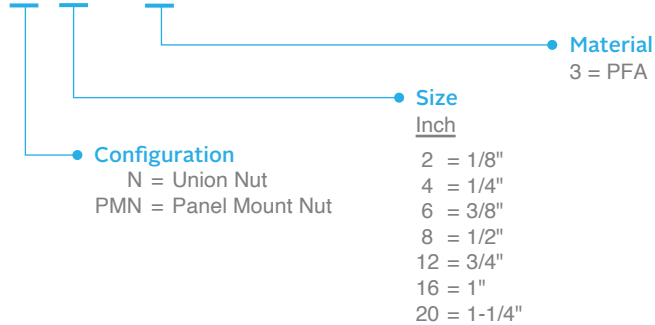 Material
3 = PFA
Size
Inch
2 = 1/8"
4 = 1/4"
6 = 3/8"
8 = 1/2"
12 = 3/4"
16 = 1"
20 = 1-1/4"
Configuration
N = Union Nut
PMN = Panel Mount Nut